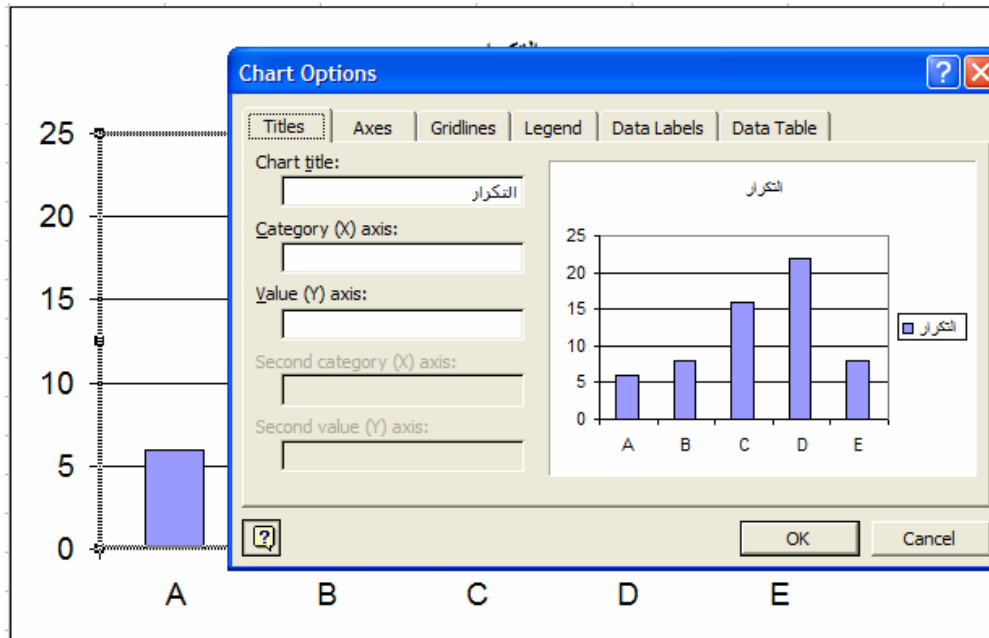 Chart Options
Titles Axes Gridlines Legend Data Labels Data Table
Chart title:
التكرار
Category (X) axis:
Value (Y) axis:
Second category (X) axis:
Second value (Y) axis:
التكرار
25
20
15
10
5
0
A B C D E
التكرار
OK Cancel
25
20
15
10
5
0
A B C D E